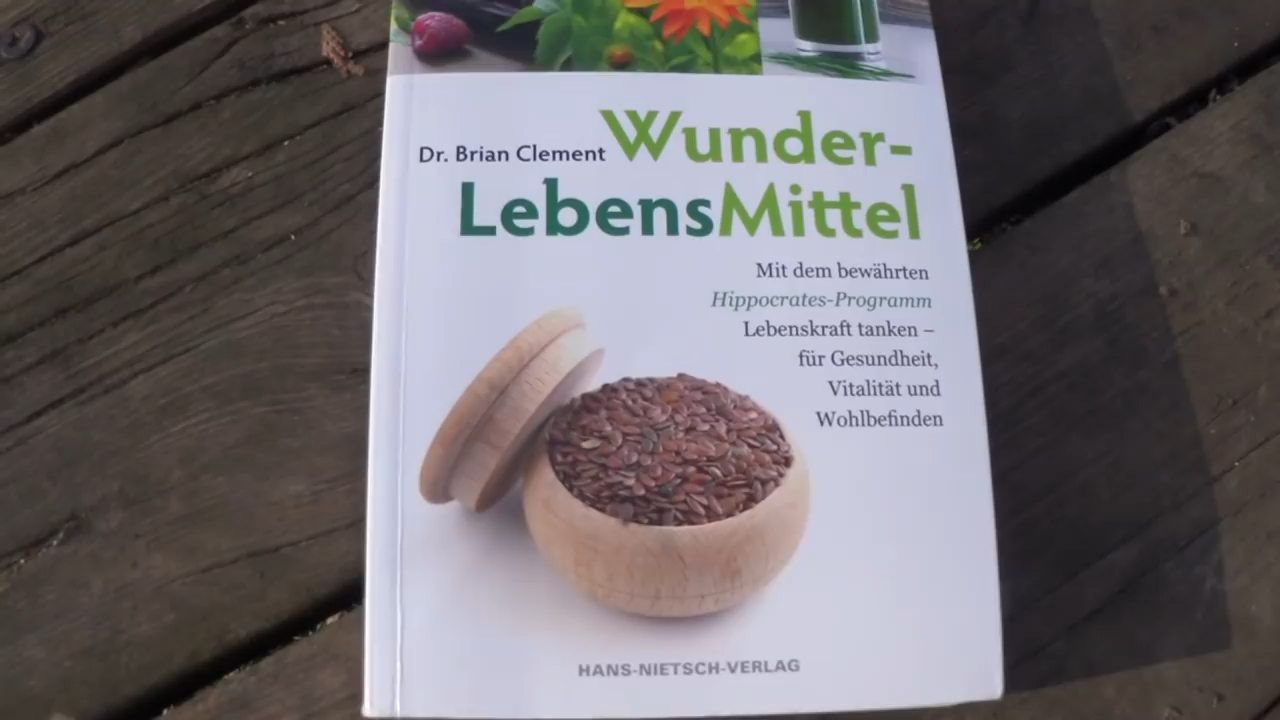 Dr. Brian Clement Wunder-
LebensMittel
Mit dem bewährten
Hippocrates-Programm
Lebenskraft tanken –
für Gesundheit,
Vitalität und
Wohlbefinden
HANS-NIETSCH-VERLAG